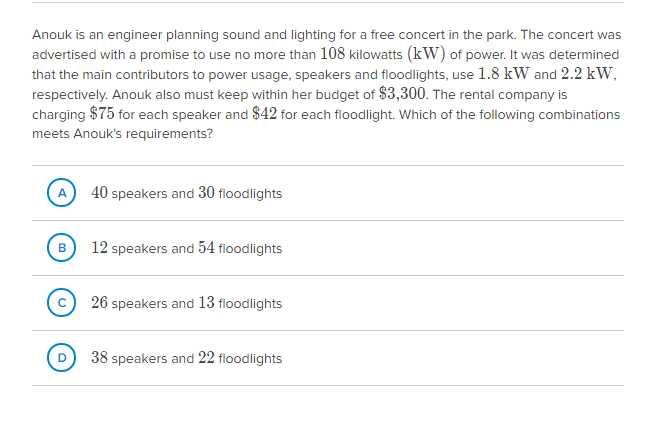 Anouk is an engineer planning sound and lighting for a free concert in the park. The concert was
advertised with a promise to use no more than 108 kilowatts (kW) of power. It was determined
that the main contributors to power usage, speakers and floodlights, use 1.8 kW and 2.2 kW,
respectively. Anouk also must keep within her budget of $3,300. The rental company is
charging $75 for each speaker and $42 for each floodlight. Which of the following combinations
meets Anouk's requirements?
A 40 speakers and 30 floodlights
B 12 speakers and 54 floodlights
C 26 speakers and 13 floodlights
D 38 speakers and 22 floodlights